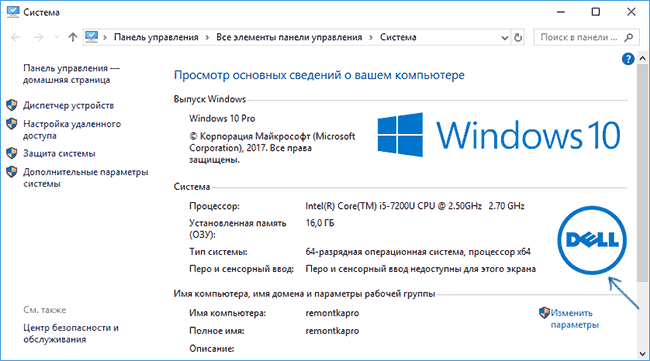 Система
Панель управления
Все элементы панели управления
Система
Поиск в панели ...
Панель управления —
домашняя страница
Диспетчер устройств
Настройка удаленного
доступа
Защита системы
Дополнительные параметры
системы
См. также
Центр безопасности и
обслуживания
?
Просмотр основных сведений о вашем компьютере
Выпуск Windows
Windows 10 Pro
© Корпорация Майкрософт (Microsoft
Corporation), 2017. Все права
защищены.
Windows 10
Система
Процессор: Intel(R) Core(TM) i5-7200U CPU @ 2.50GHz 2.70 GHz
Установленная память
(ОЗУ): 16,0 ГБ
Тип системы: 64-разрядная операционная система, процессор x64
Перо и сенсорный ввод: Перо и сенсорный ввод недоступны для этого экрана
DELL
Имя компьютера, имя домена и параметры рабочей группы
Имя компьютера: remontkapro
Полное имя: remontkapro
Описание:
Изменить
параметры